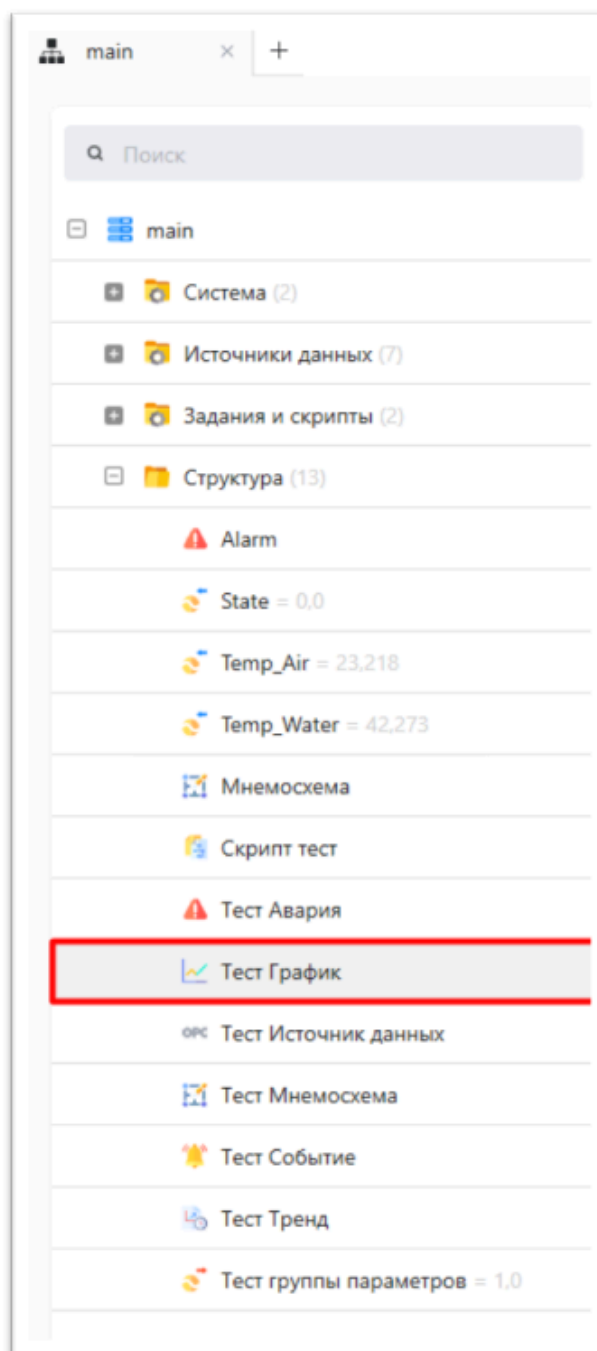 main × +
Поиск
main
Система (2)
Источники данных (7)
Задания и скрипты (2)
Структура (13)
Alarm
State = 0,0
Temp_Air = 23,218
Temp_Water = 42,273
Мнемосхема
Скрипт тест
Тест Авария
Тест График
OPC Тест Источник данных
Тест Мнемосхема
Тест Событие
Тест Тренд
Тест группы параметров = 1,0